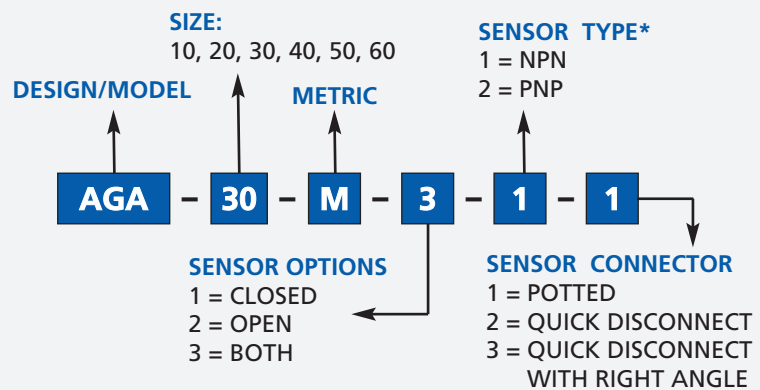 SIZE:
10, 20, 30, 40, 50, 60
SENSOR TYPE*
1 = NPN
2 = PNP
DESIGN/MODEL
METRIC
AGA - 30 - M - 3 - 1 - 1
SENSOR OPTIONS
1 = CLOSED
2 = OPEN
3 = BOTH
SENSOR CONNECTOR
1 = POTTED
2 = QUICK DISCONNECT
3 = QUICK DISCONNECT
WITH RIGHT ANGLE